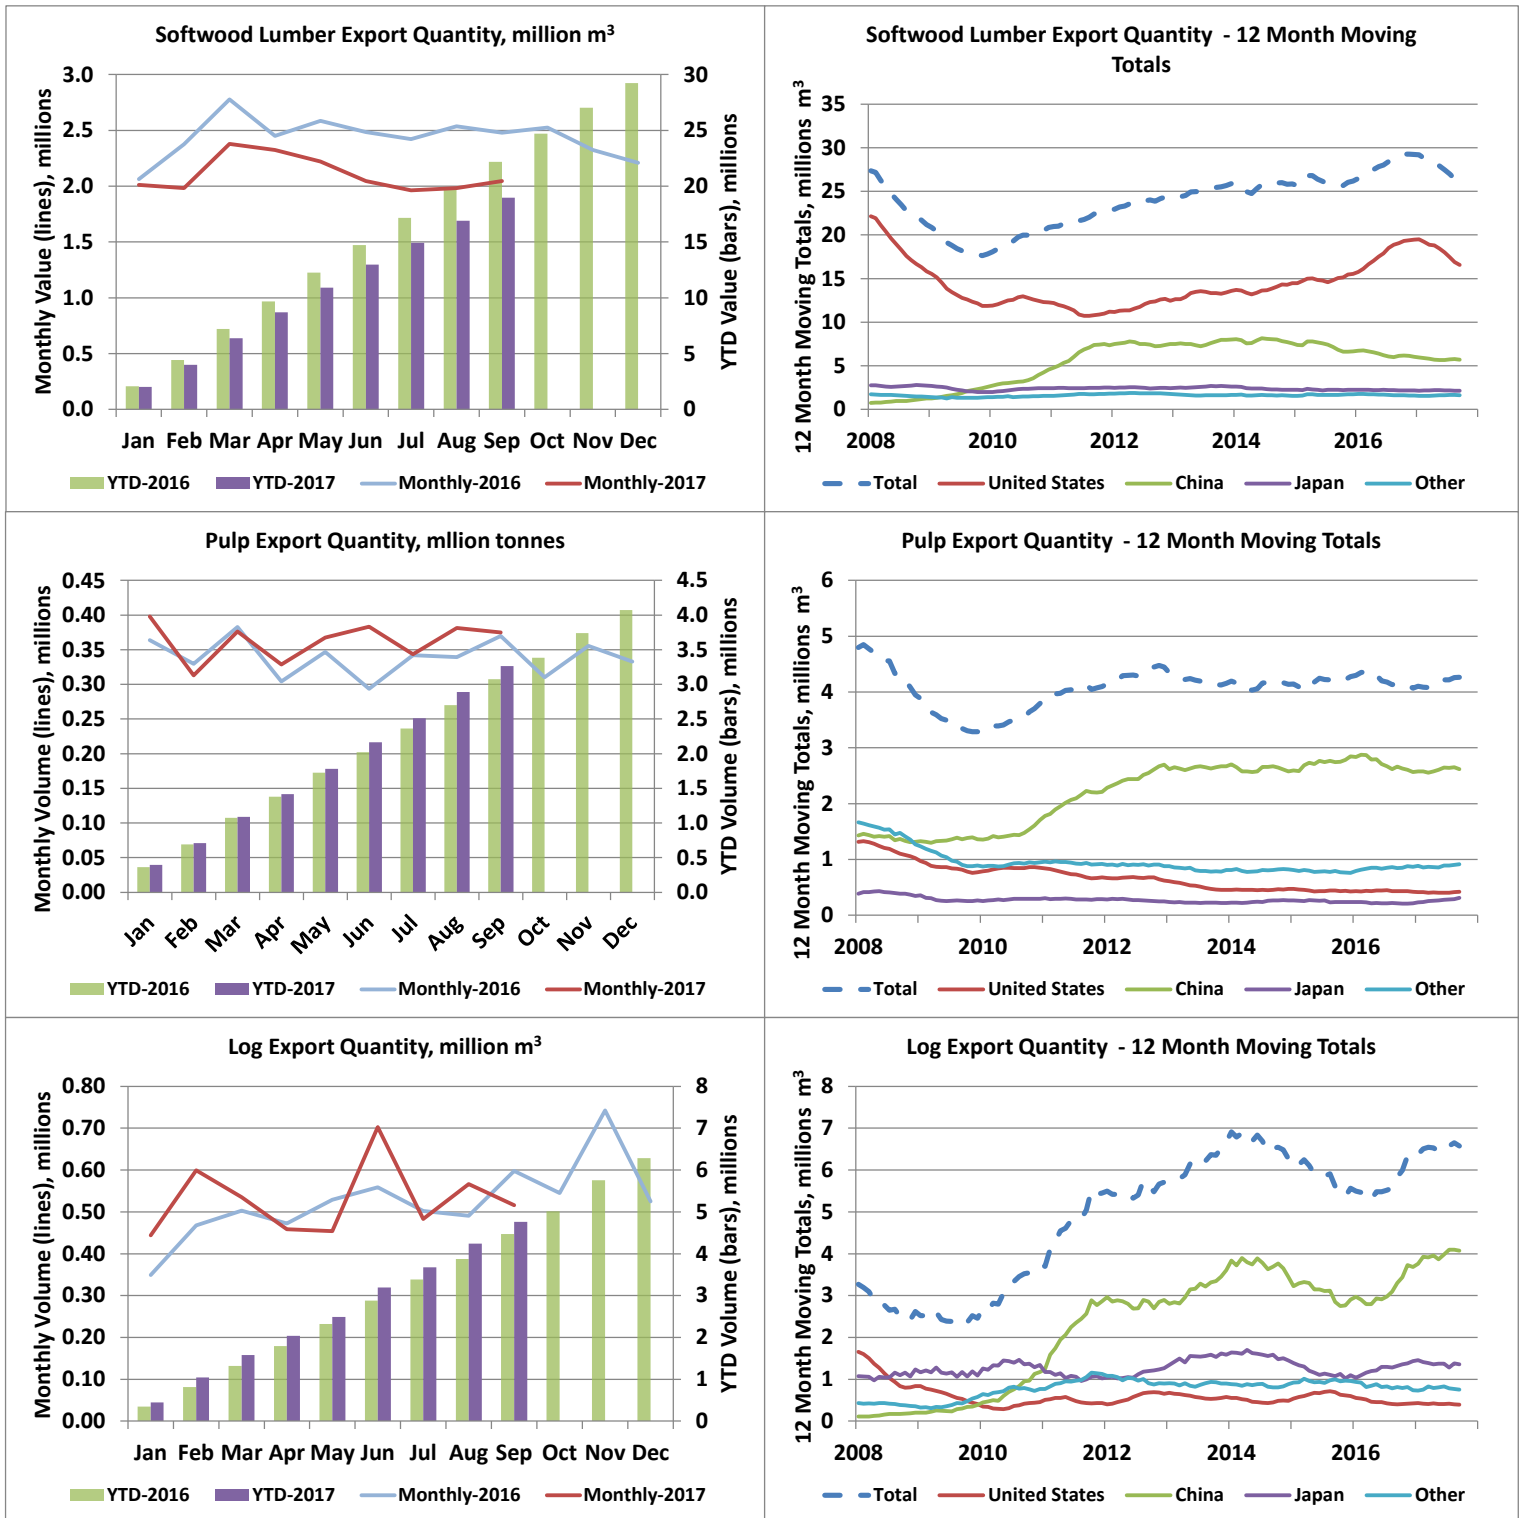 Softwood Lumber Export Quantity, million m³
Monthly Value (lines), millions
3.0
2.5
2.0
1.5
1.0
0.5
0.0
30
25
20
15
10
5
0
YTD Value (bars), millions
Jan Feb Mar Apr May Jun Jul Aug Sep Oct Nov Dec
YTD-2016 YTD-2017 Monthly-2016 Monthly-2017
Softwood Lumber Export Quantity - 12 Month Moving
Totals
12 Month Moving Totals, millions m³
35
30
25
20
15
10
5
0
2008 2010 2012 2014 2016
Total United States China Japan Other
Pulp Export Quantity, mllion tonnes
Monthly Volume (lines), millions
0.45
0.40
0.35
0.30
0.25
0.20
0.15
0.10
0.05
0.00
4.5
4.0
3.5
3.0
2.5
2.0
1.5
1.0
0.5
0.0
YTD Volume (bars), millions
Jan Feb Mar Apr May Jun Jul Aug Sep Oct Nov Dec
YTD-2016 YTD-2017 Monthly-2016 Monthly-2017
Pulp Export Quantity - 12 Month Moving Totals
12 Month Moving Totals, millions m³
6
5
4
3
2
1
0
2008 2010 2012 2014 2016
Total United States China Japan Other
Log Export Quantity, million m³
Monthly Volume (lines), millions
0.80
0.70
0.60
0.50
0.40
0.30
0.20
0.10
0.00
8
7
6
5
4
3
2
1
0
YTD Volume (bars), millions
Jan Feb Mar Apr May Jun Jul Aug Sep Oct Nov Dec
YTD-2016 YTD-2017 Monthly-2016 Monthly-2017
Log Export Quantity - 12 Month Moving Totals
12 Month Moving Totals, millions m³
8
7
6
5
4
3
2
1
0
2008 2010 2012 2014 2016
Total United States China Japan Other